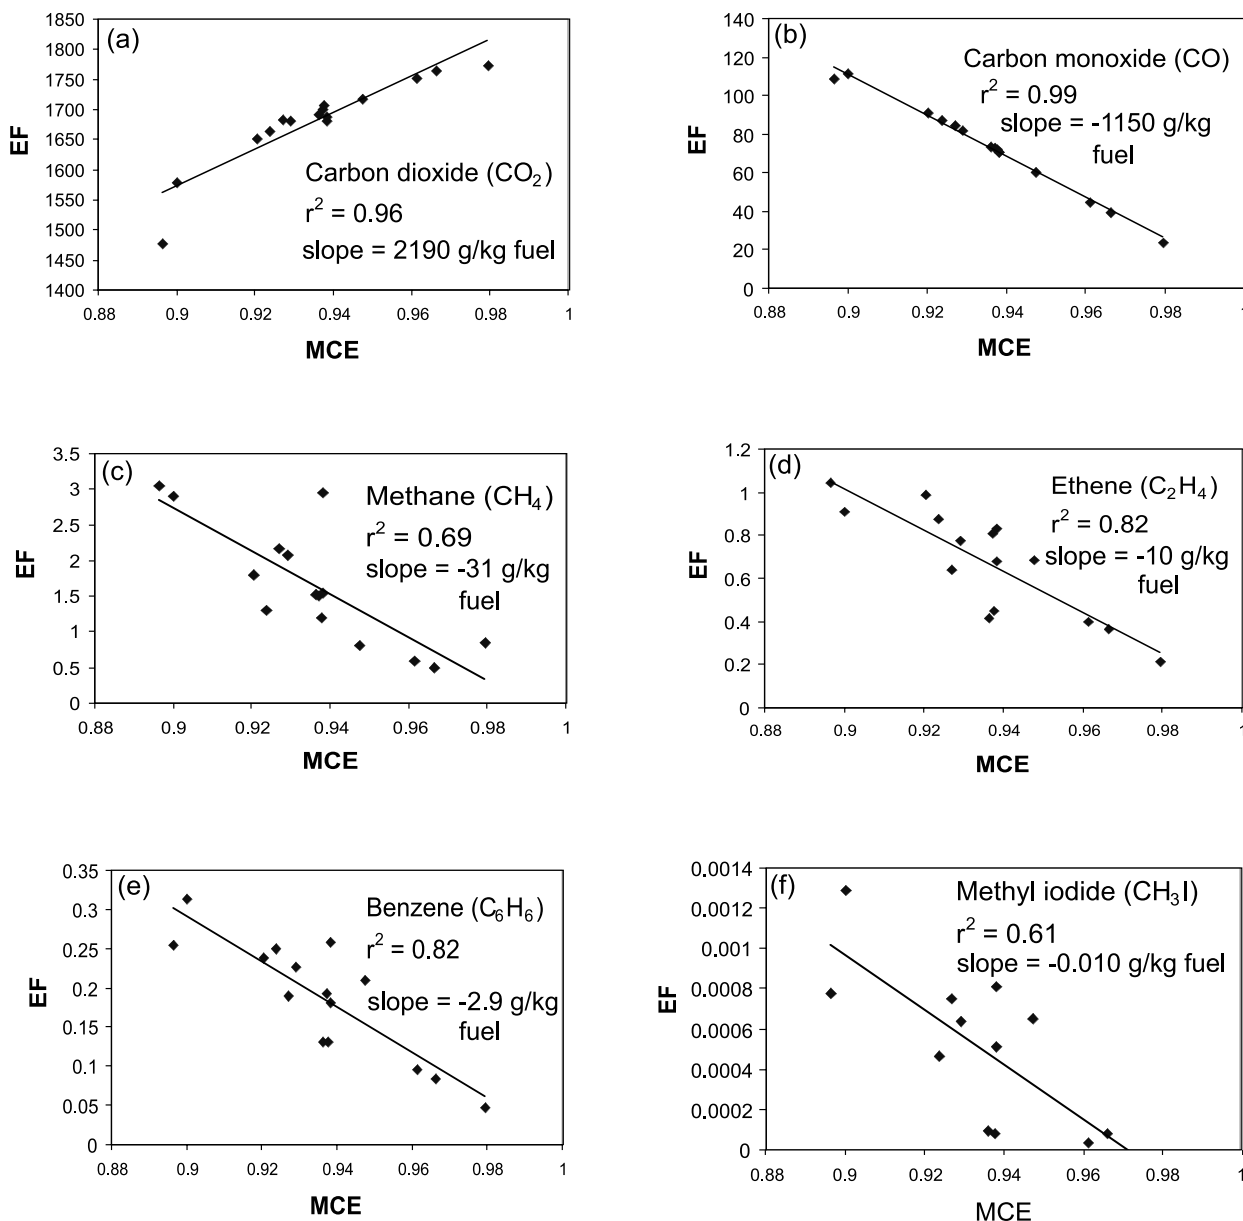 (a)
1850
1800
1750
1700
1650
1600
1550
1500
1450
1400
EF
Carbon dioxide (CO₂)
r² = 0.96
slope = 2190 g/kg fuel
0.88 0.9 0.92 0.94 0.96 0.98 1
MCE
(b)
140
120
100
80
60
40
20
0
EF
Carbon monoxide (CO)
r² = 0.99
slope = -1150 g/kg
fuel
0.88 0.9 0.92 0.94 0.96 0.98 1
MCE
(c)
3.5
3
2.5
2
1.5
1
0.5
0
EF
Methane (CH₄)
r² = 0.69
slope = -31 g/kg
fuel
0.88 0.9 0.92 0.94 0.96 0.98 1
MCE
(d)
1.2
1
0.8
0.6
0.4
0.2
0
EF
Ethene (C₂H₄)
r² = 0.82
slope = -10 g/kg
fuel
0.88 0.9 0.92 0.94 0.96 0.98 1
MCE
(e)
0.35
0.3
0.25
0.2
0.15
0.1
0.05
0
EF
Benzene (C₆H₆)
r² = 0.82
slope = -2.9 g/kg
fuel
0.88 0.9 0.92 0.94 0.96 0.98 1
MCE
(f)
0.0014
0.0012
0.001
0.0008
0.0006
0.0004
0.0002
0
EF
Methyl iodide (CH₃I)
r² = 0.61
slope = -0.010 g/kg fuel
0.88 0.9 0.92 0.94 0.96 0.98 1
MCE